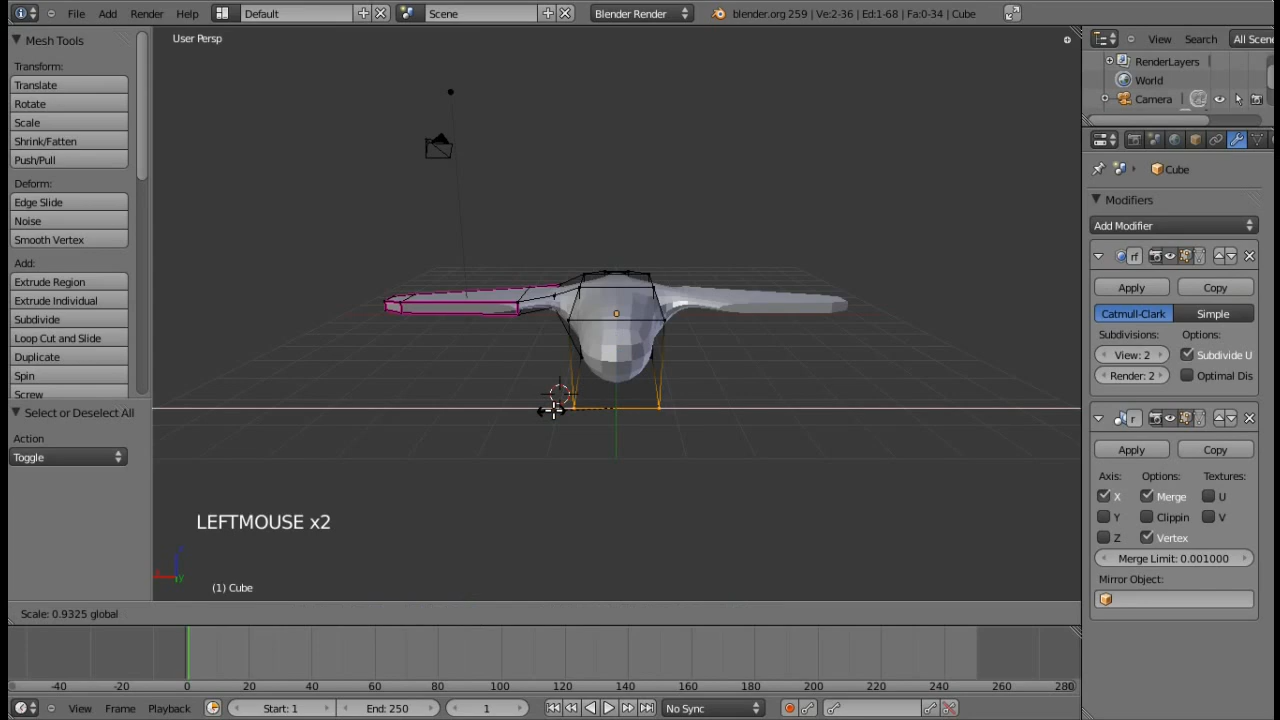 File Add Render Help Default Scene Blender Render blender.org 259 | Ve:2-36 | Ed:1-68 | Fa:0-34 | Cube
Mesh Tools
Transform:
Translate
Rotate
Scale
Shrink/Fatten
Push/Pull
Deform:
Edge Slide
Noise
Smooth Vertex
Add:
Extrude Region
Extrude Individual
Subdivide
Loop Cut and Slide
Duplicate
Spin
Screw
Select or Deselect All
Action
Toggle
User Persp
LEFTMOUSE x2
(1) Cube
Scale: 0.9325 global
View Search All Scene
RenderLayers
World
Camera
Cube
Modifiers
Add Modifier
Apply Copy
Catmull-Clark Simple
Subdivisions: Options:
View: 2 Subdivide U
Render: 2 Optimal Dis
Apply Copy
Axis: Options: Textures:
X Merge U
Y Clippin V
Z Vertex
Merge Limit: 0.001000
Mirror Object:
-40 -20 0 20 40 60 80 100 120 140 160 180 200 220 240 260 280
View Frame Playback Start: 1 End: 250 1 No Sync